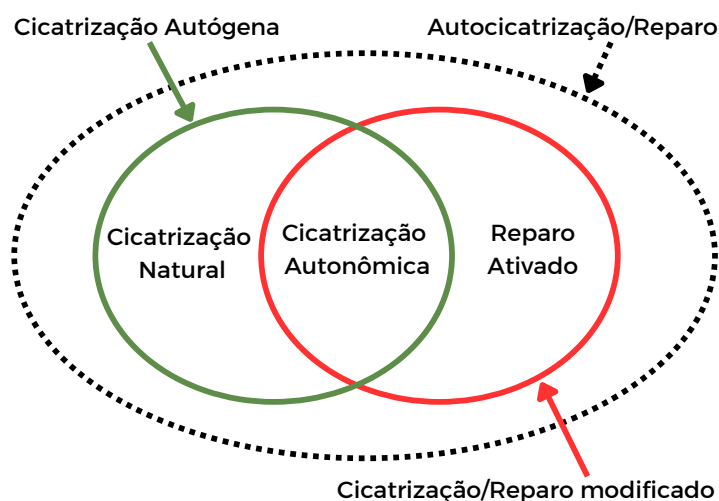 Cicatrização Autógena
Autocicatrização/Reparo
Cicatrização
Natural
Cicatrização
Autonômica
Reparo
Ativado
Cicatrização/Reparo modificado